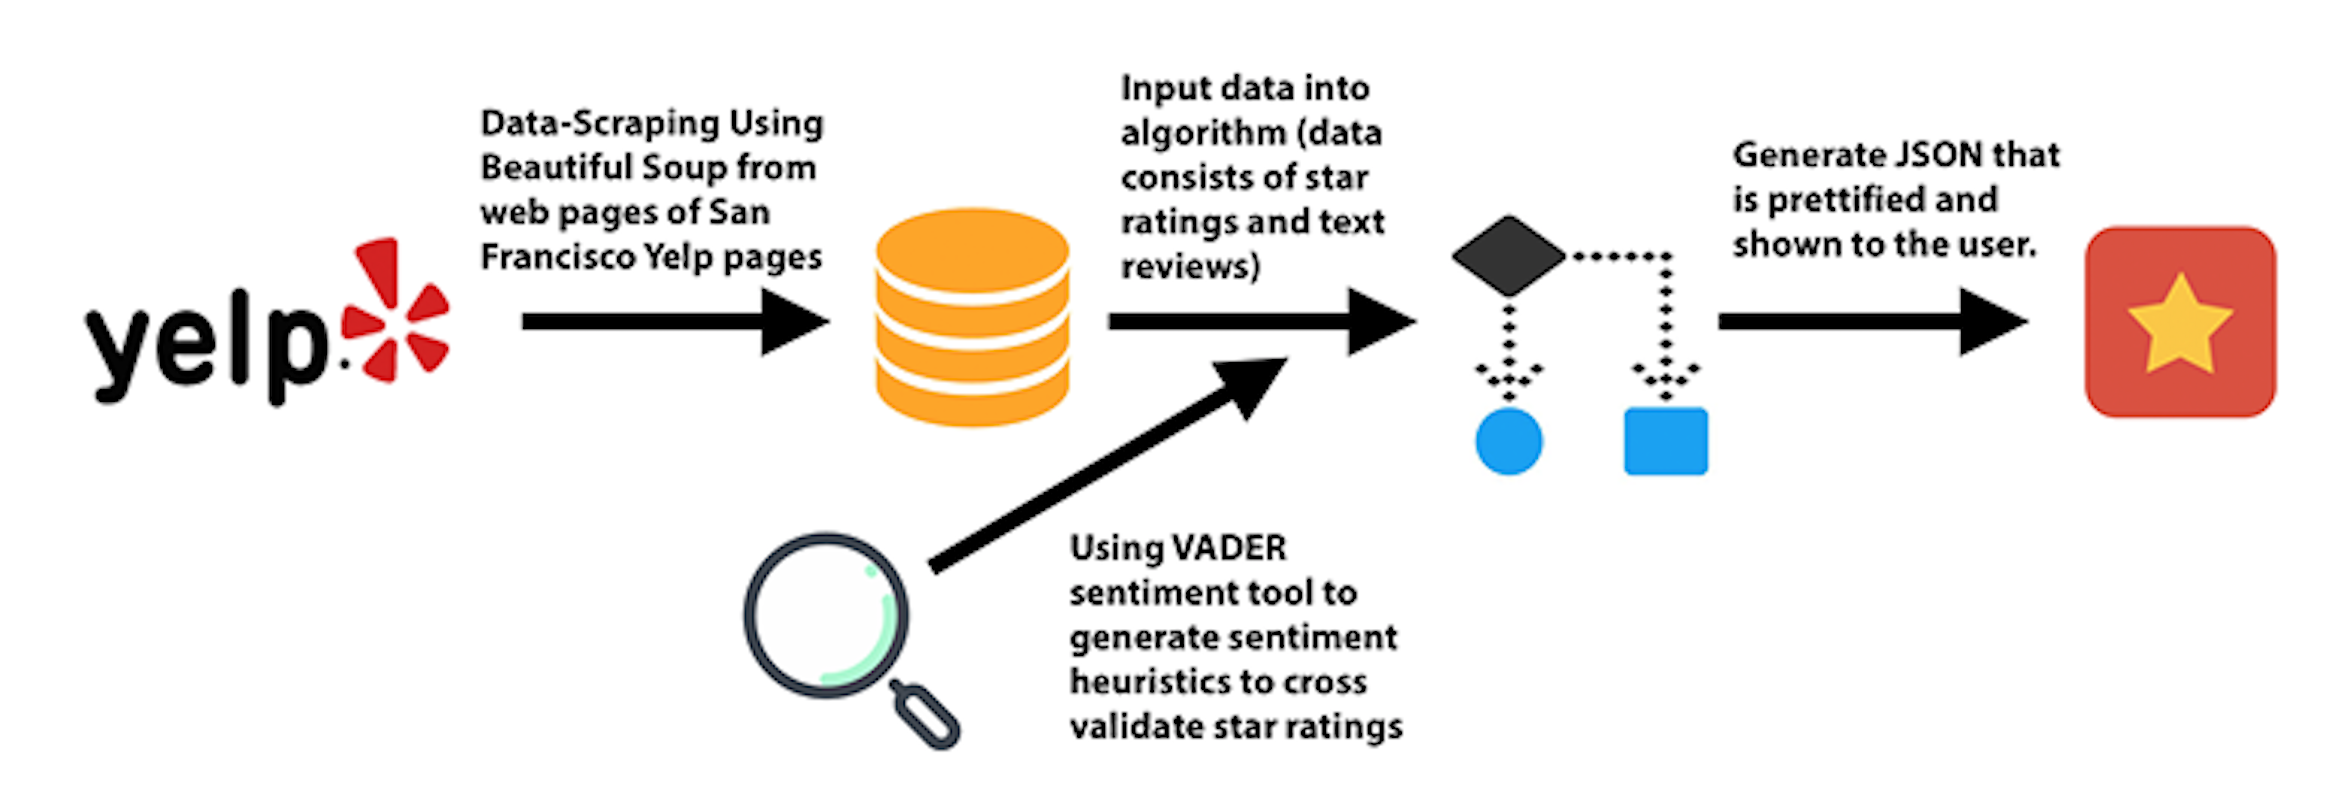 Data-Scraping Using
Beautiful Soup from
web pages of San
Francisco Yelp pages
Input data into
algorithm (data
consists of star
ratings and text
reviews)
Generate JSON that
is prettified and
shown to the user.
yelp
Using VADER
sentiment tool to
generate sentiment
heuristics to cross
validate star ratings